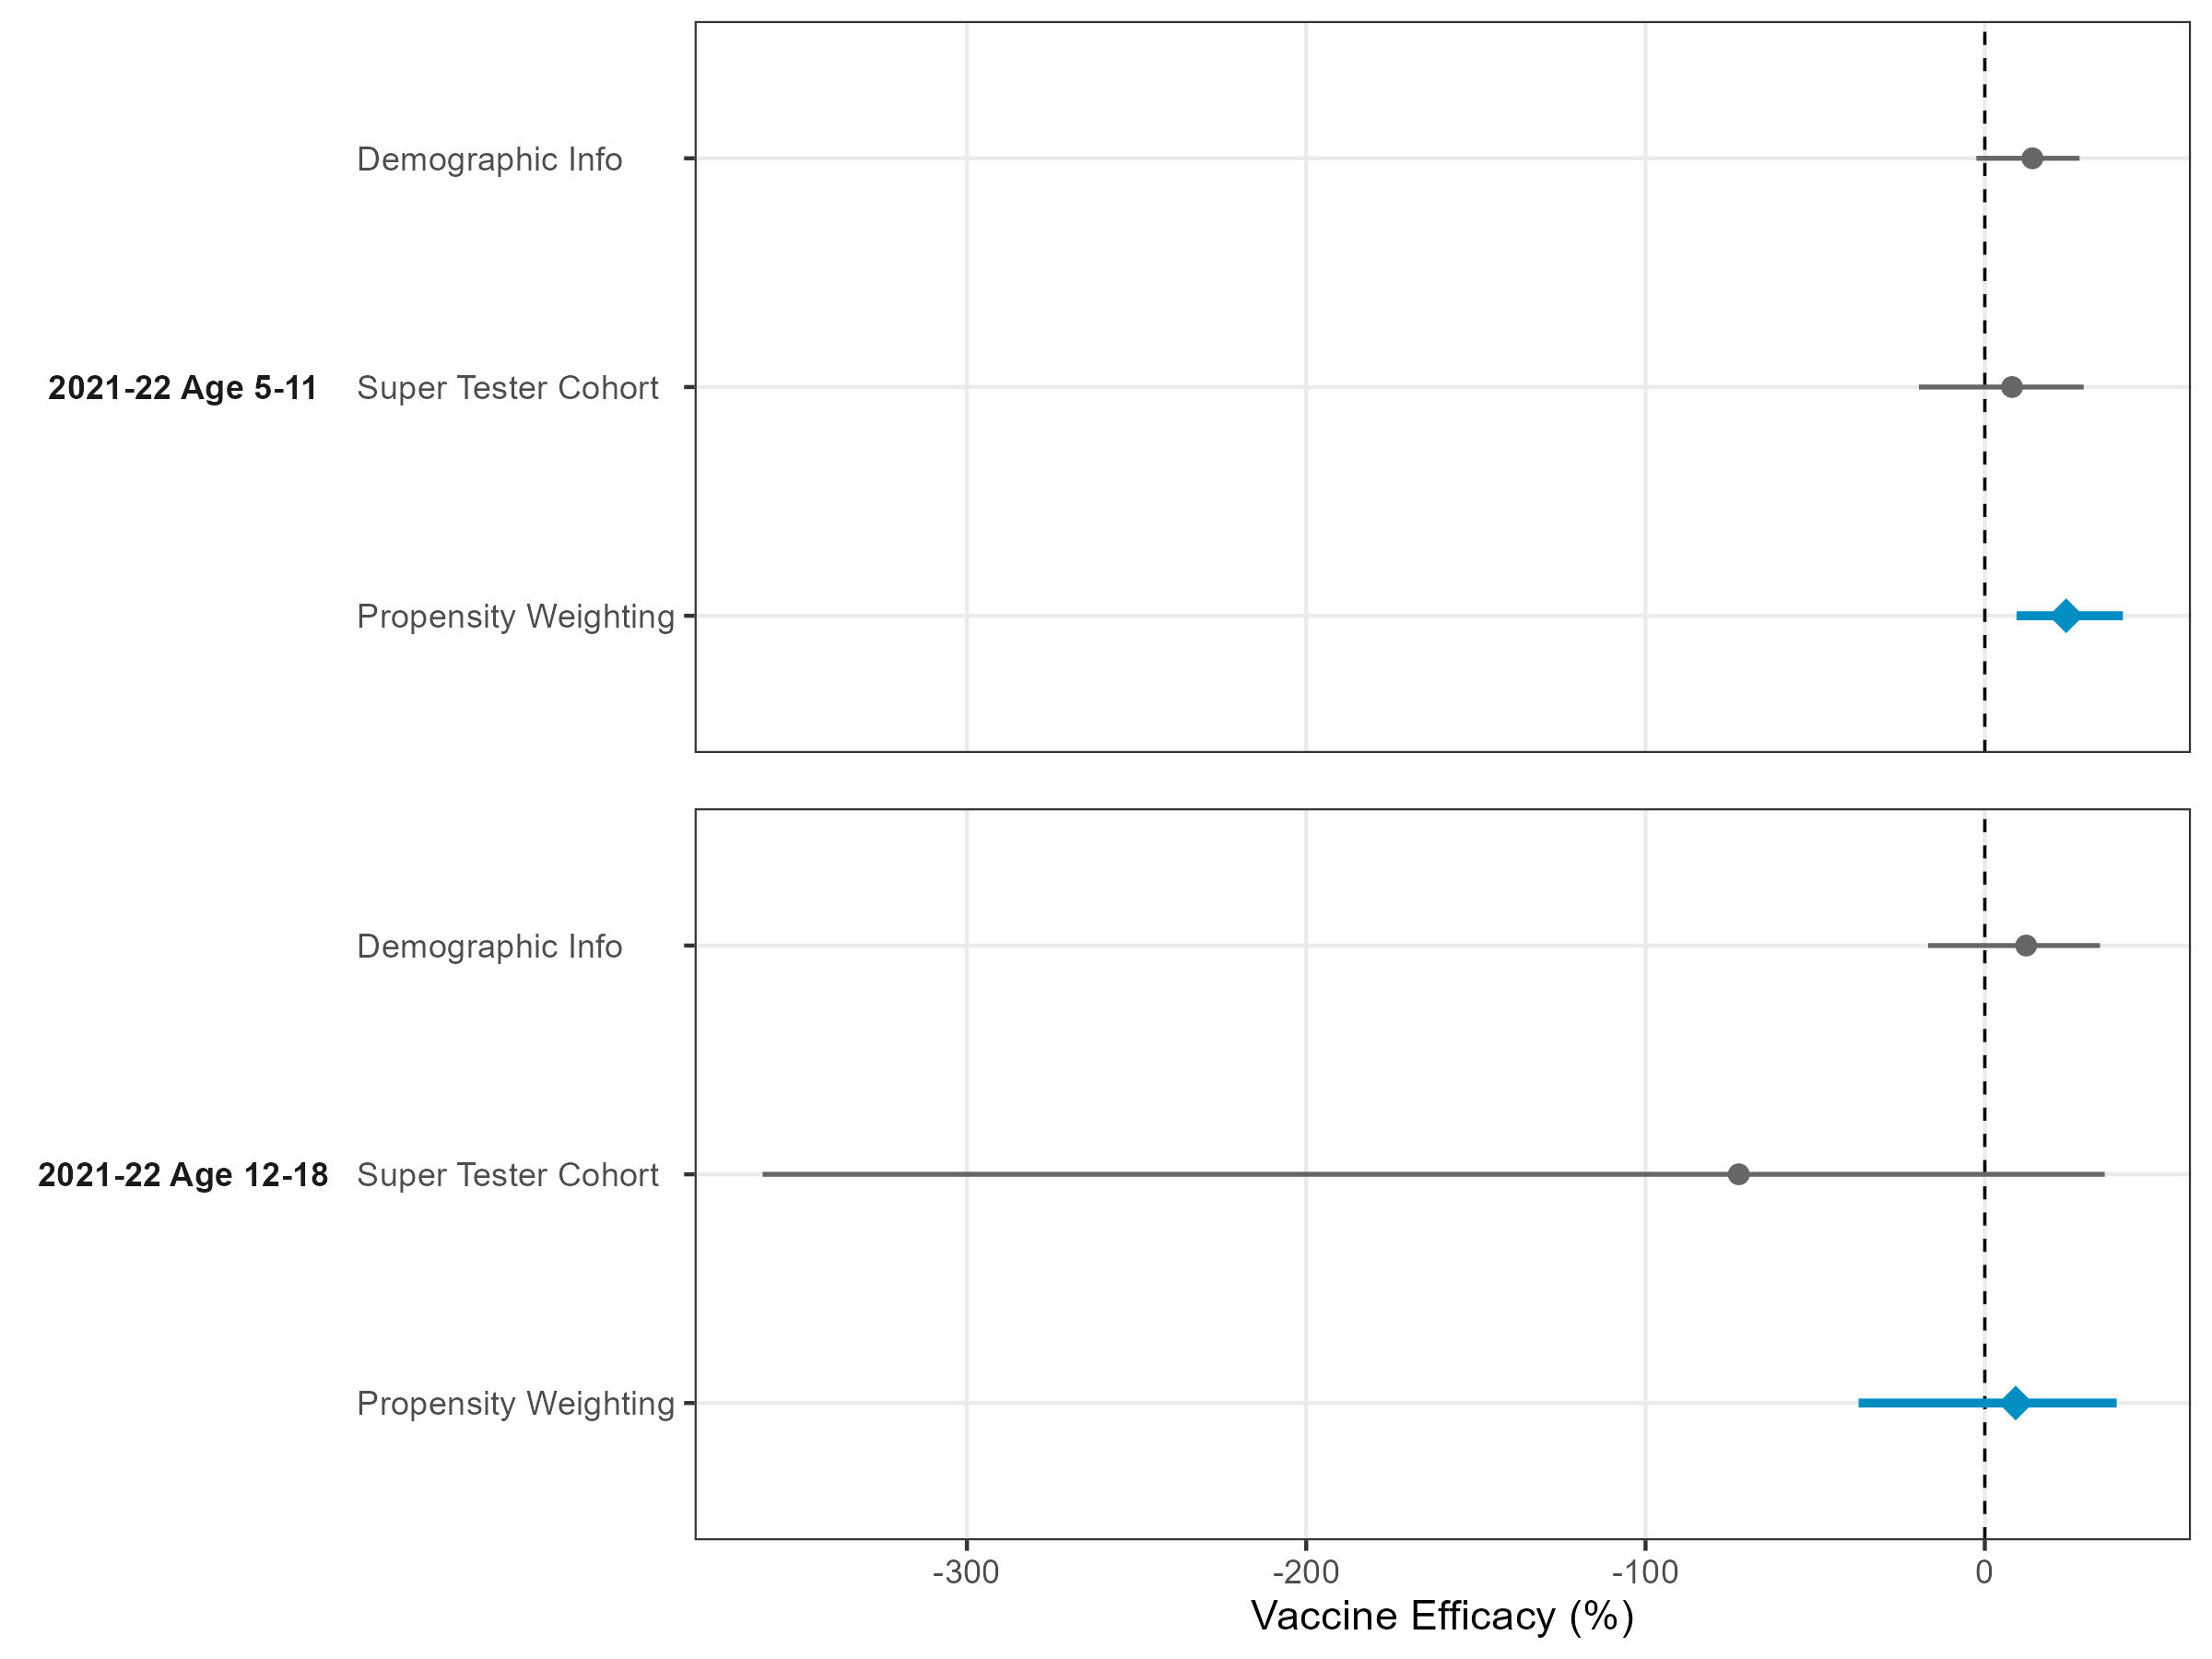 Demographic Info
2021-22 Age 5-11 Super Tester Cohort
Propensity Weighting
Demographic Info
2021-22 Age 12-18 Super Tester Cohort
Propensity Weighting
-300 -200 -100 0
Vaccine Efficacy (%)